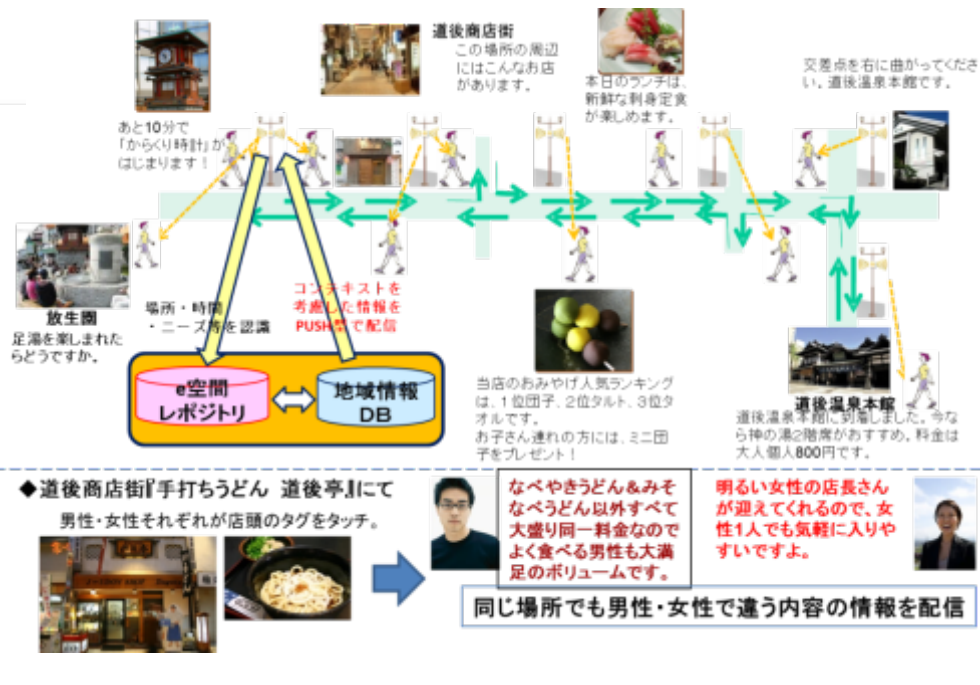 道後商店街
この場所の周辺
にはこんなお店
があります。
本日のランチは、
新鮮な刺身定食
が楽しめます。
交差点を右に曲がってくださ
い。道後温泉本館です。
あと10分で
「からくり時計」が
はじまります！
放生園
足湯を楽しまれた
らどうですか。
場所・時間
・ニーズ等を認識
コンテキストを
考慮した情報を
PUSH型で配信
e空間
レポジトリ
地域情報
DB
当店のおみやげ人気ランキング
は、1位団子、2位タルト、3位タ
オルです。
お子さん連れの方には、ミニ団
子をプレゼント！
道後温泉本館
道後温泉本館に到着しました。今な
ら神の湯2階席がおすすめ。料金は
大人個人800円です。
◆道後商店街『手打ちうどん 道後亭』にて
男性・女性それぞれが店頭のタグをタッチ。
なべやきうどん＆みそ
なべうどん以外すべて
大盛り同一料金なので
よく食べる男性も大満
足のボリュームです。
明るい女性の店長さん
が迎えてくれるので、女
性1人でも気軽に入りや
すいですよ。
同じ場所でも男性・女性で違う内容の情報を配信